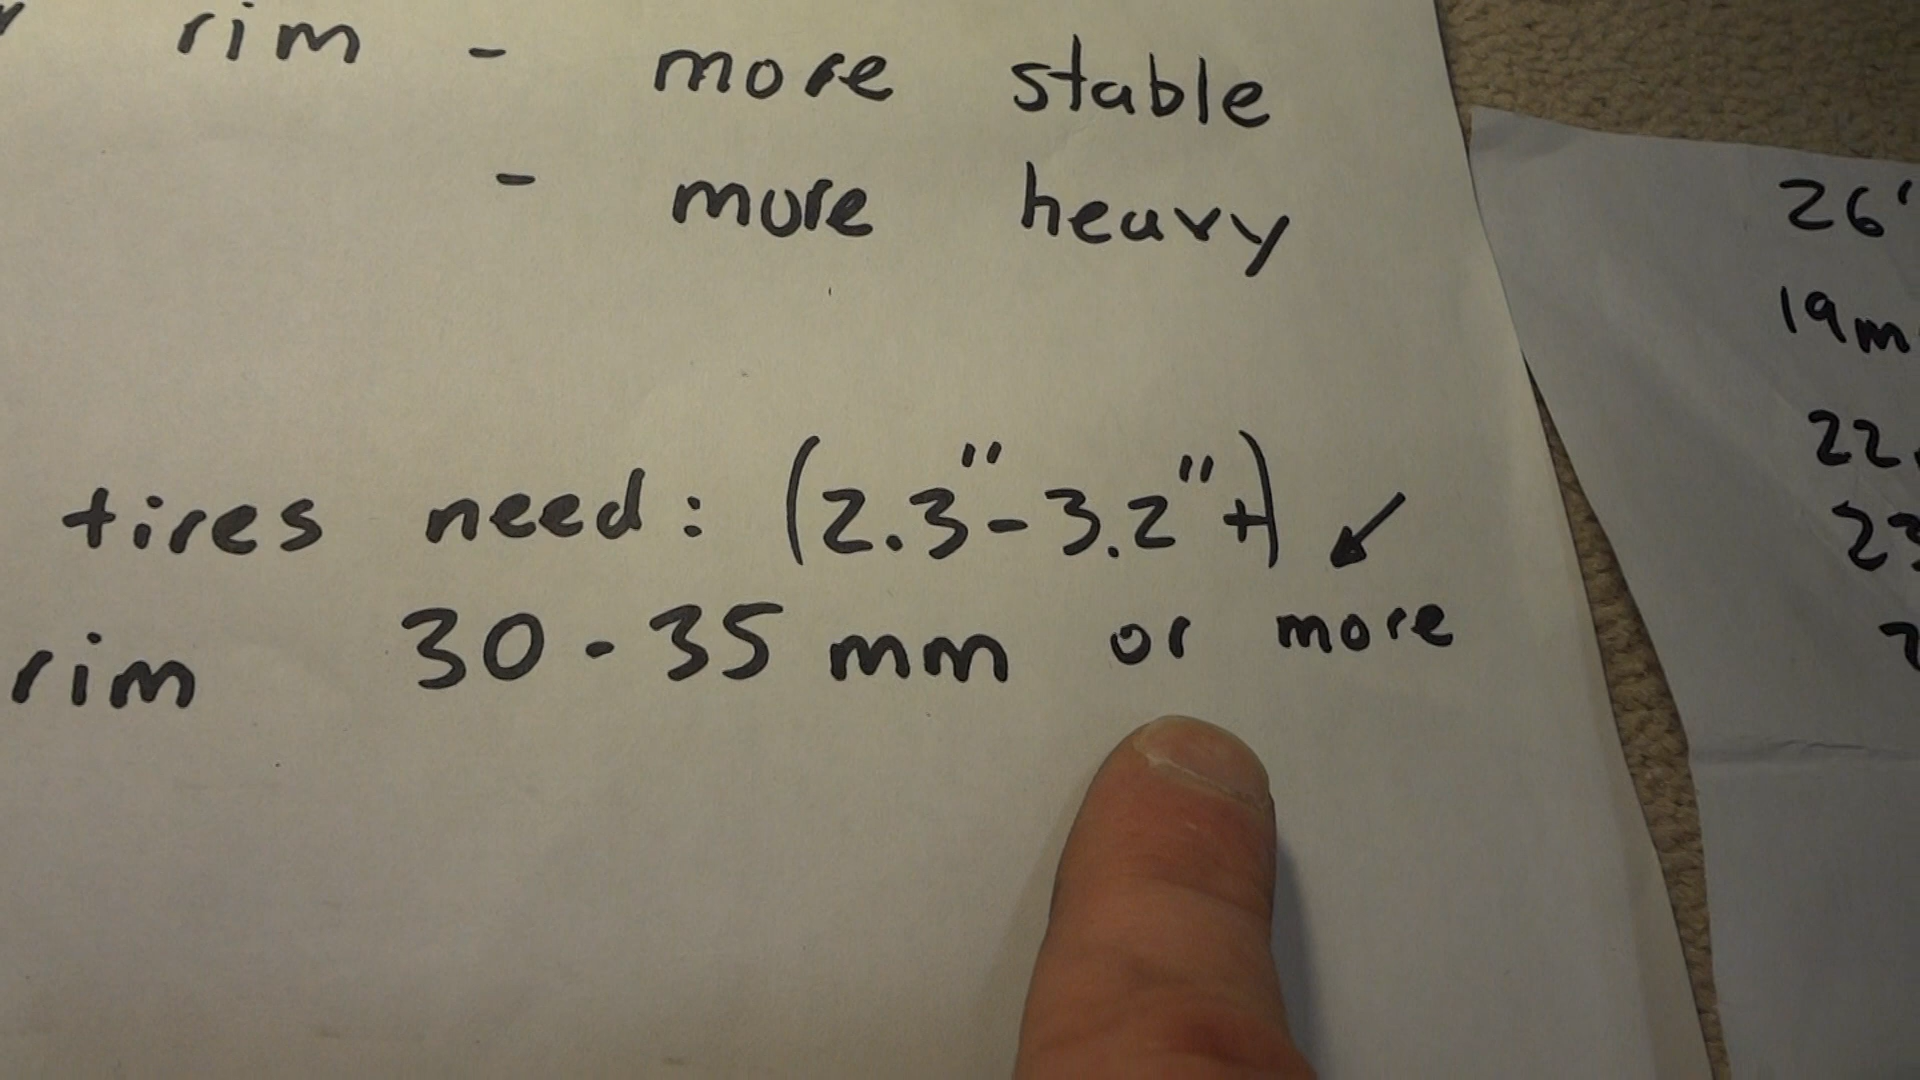 rim - more stable
- more heavy
tires need: (2.3"-3.2"+) ↙
rim 30-35 mm or more
26"
19m
22
23